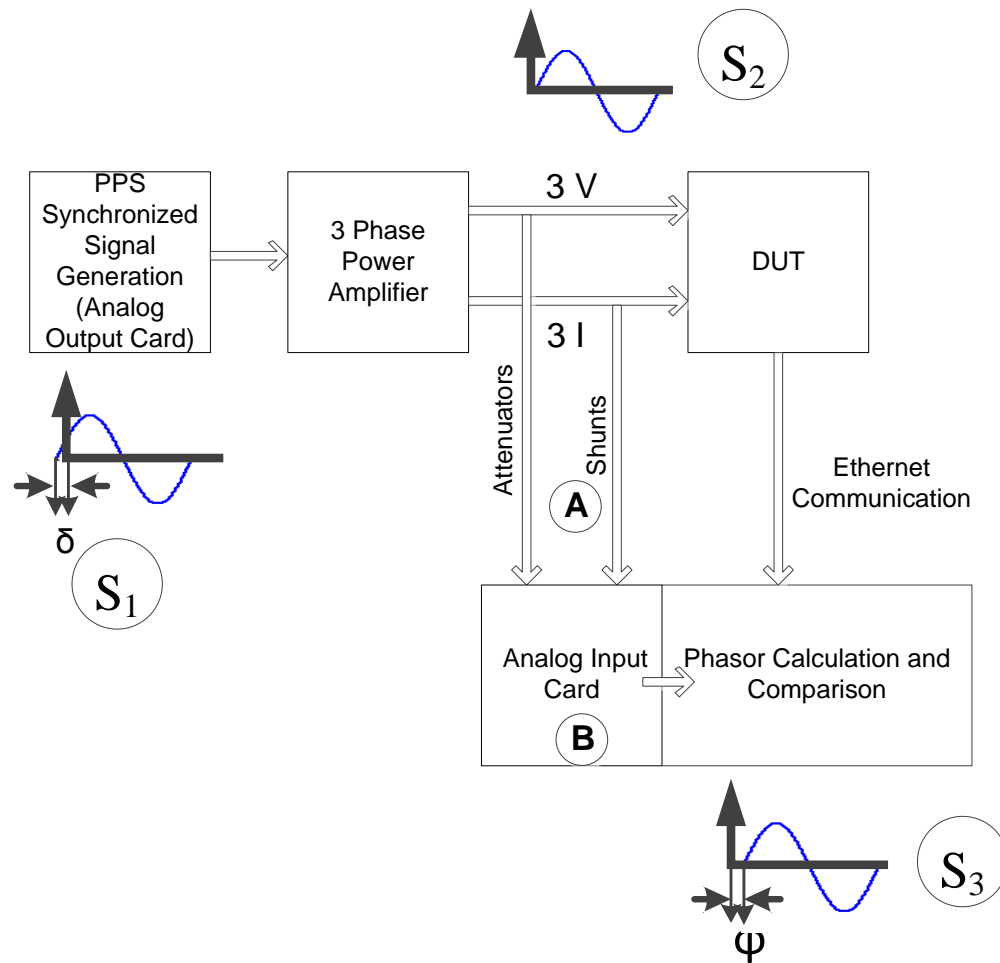 S2
PPS
Synchronized
Signal
Generation
(Analog
Output Card)
3 Phase
Power
Amplifier
3 V
3 I
DUT
Attenuators
Shunts
A
Ethernet
Communication
δ
S1
Analog Input
Card
B
Phasor Calculation and
Comparison
S3
φ